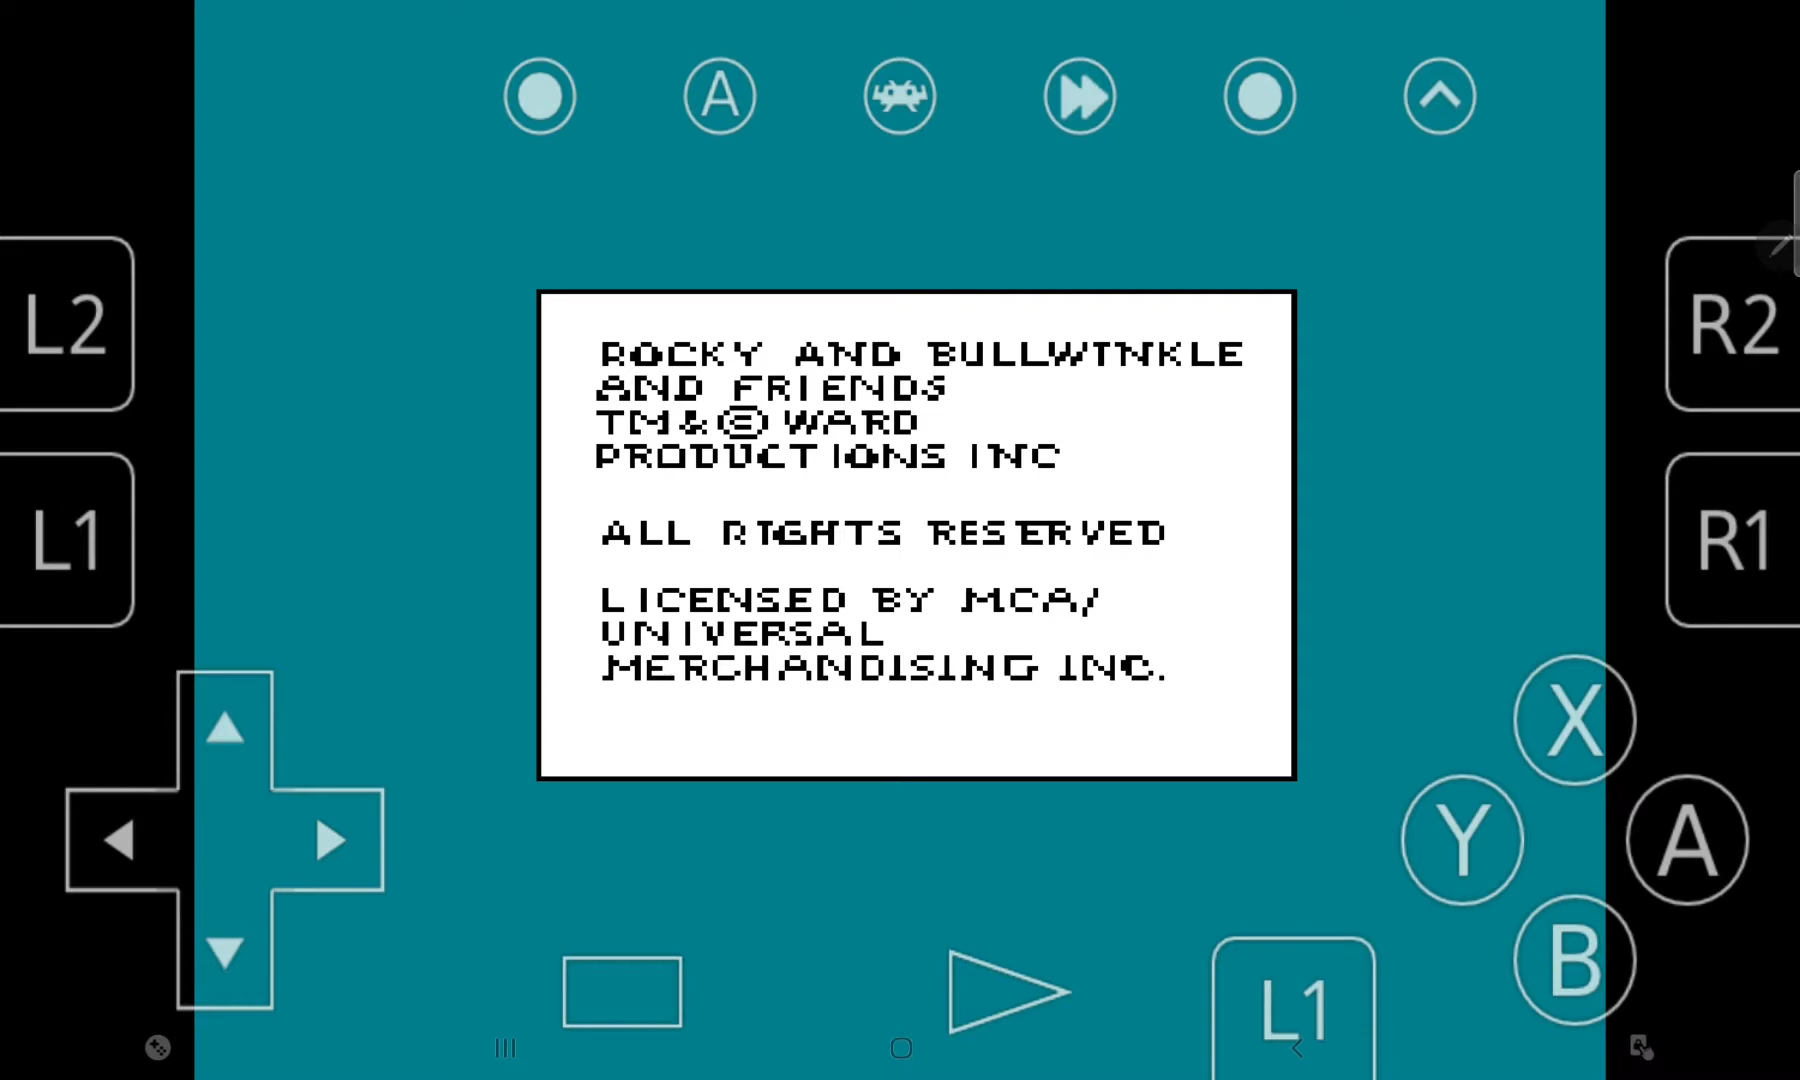 A
L2
R2
ROCKY AND BULLWINKLE
AND FRIENDS
TM&© WARD
PRODUCTIONS INC
L1
R1
ALL RIGHTS RESERVED
LICENSED BY MCA/
UNIVERSAL
MERCHANDISING INC.
X
Y
A
B
L1